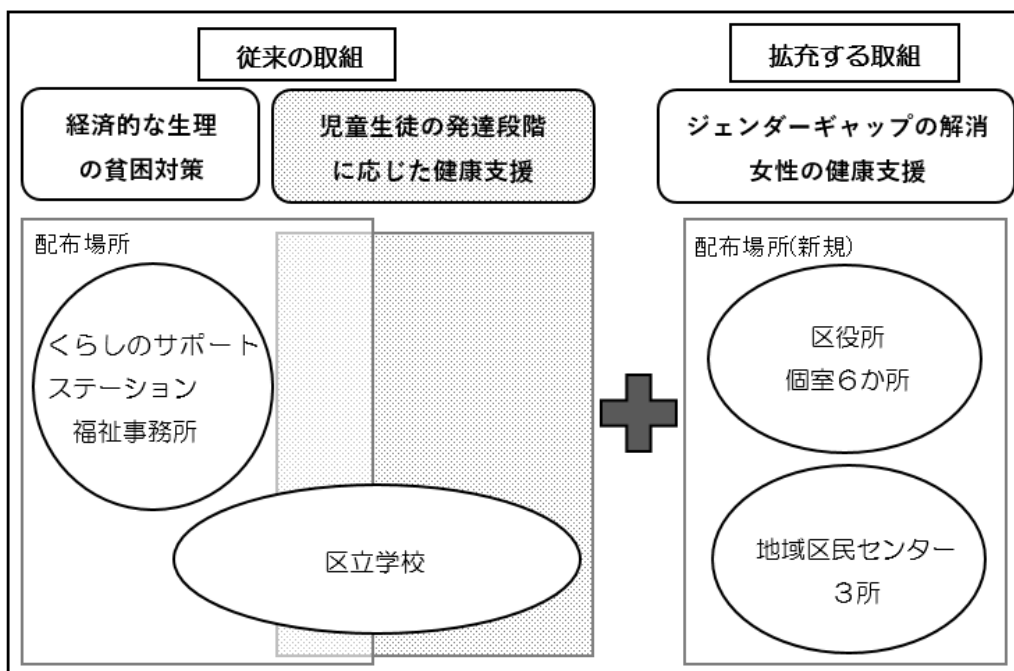 従来の取組
拡充する取組
経済的な生理
の貧困対策
児童生徒の発達段階
に応じた健康支援
ジェンダーギャップの解消
女性の健康支援
配布場所
くらしのサポート
ステーション
福祉事務所
区立学校
配布場所(新規)
区役所
個室６か所
地域区民センター
３所